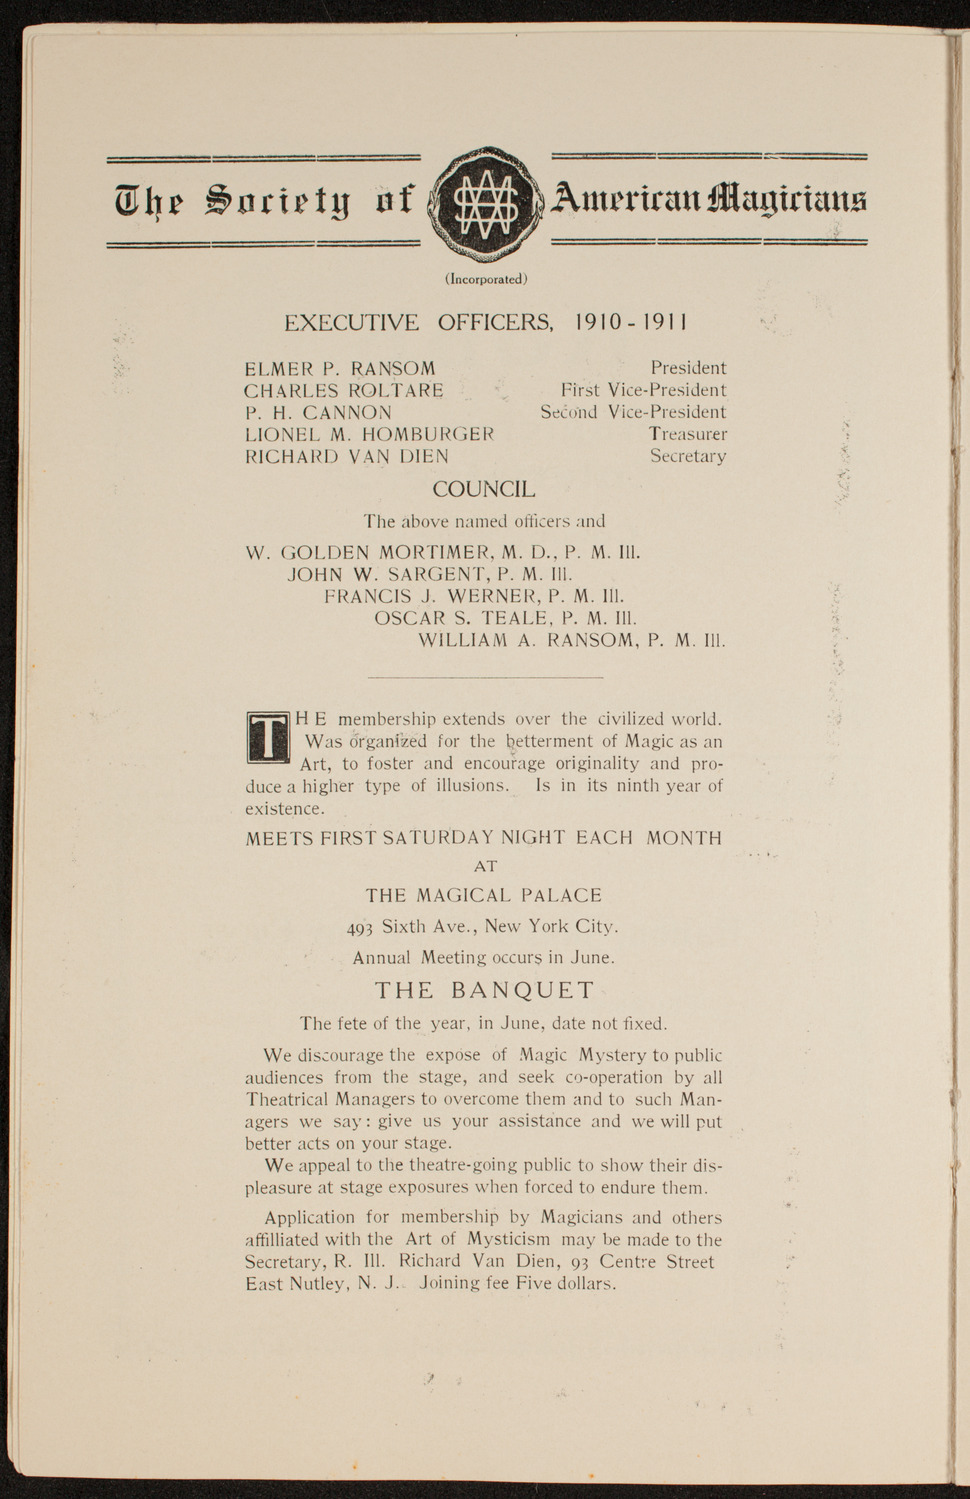 The Society of American Magicians
SAM
(Incorporated)
EXECUTIVE OFFICERS, 1910 - 1911
ELMER P. RANSOM President
CHARLES ROLTARE First Vice-President
P. H. CANNON Second Vice-President
LIONEL M. HOMBURGER Treasurer
RICHARD VAN DIEN Secretary
COUNCIL
The above named officers and
W. GOLDEN MORTIMER, M. D., P. M. Ill.
JOHN W. SARGENT, P. M. Ill.
FRANCIS J. WERNER, P. M. Ill.
OSCAR S. TEALE, P. M. Ill.
WILLIAM A. RANSOM, P. M. Ill.
THE membership extends over the civilized world.
Was organized for the betterment of Magic as an
Art, to foster and encourage originality and pro-
duce a higher type of illusions. Is in its ninth year of
existence.
MEETS FIRST SATURDAY NIGHT EACH MONTH
AT
THE MAGICAL PALACE
493 Sixth Ave., New York City.
Annual Meeting occurs in June.
THE BANQUET
The fete of the year, in June, date not fixed.
We discourage the expose of Magic Mystery to public
audiences from the stage, and seek co-operation by all
Theatrical Managers to overcome them and to such Man-
agers we say: give us your assistance and we will put
better acts on your stage.
We appeal to the theatre-going public to show their dis-
pleasure at stage exposures when forced to endure them.
Application for membership by Magicians and others
affilliated with the Art of Mysticism may be made to the
Secretary, R. Ill. Richard Van Dien, 93 Centre Street
East Nutley, N. J. Joining fee Five dollars.